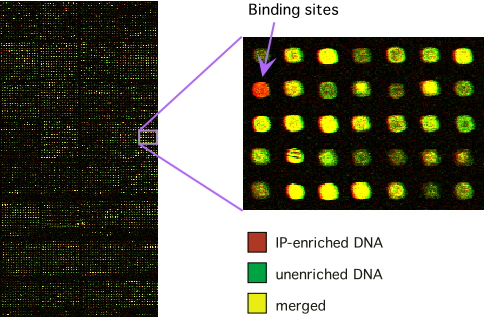 Binding sites
IP-enriched DNA
unenriched DNA
merged